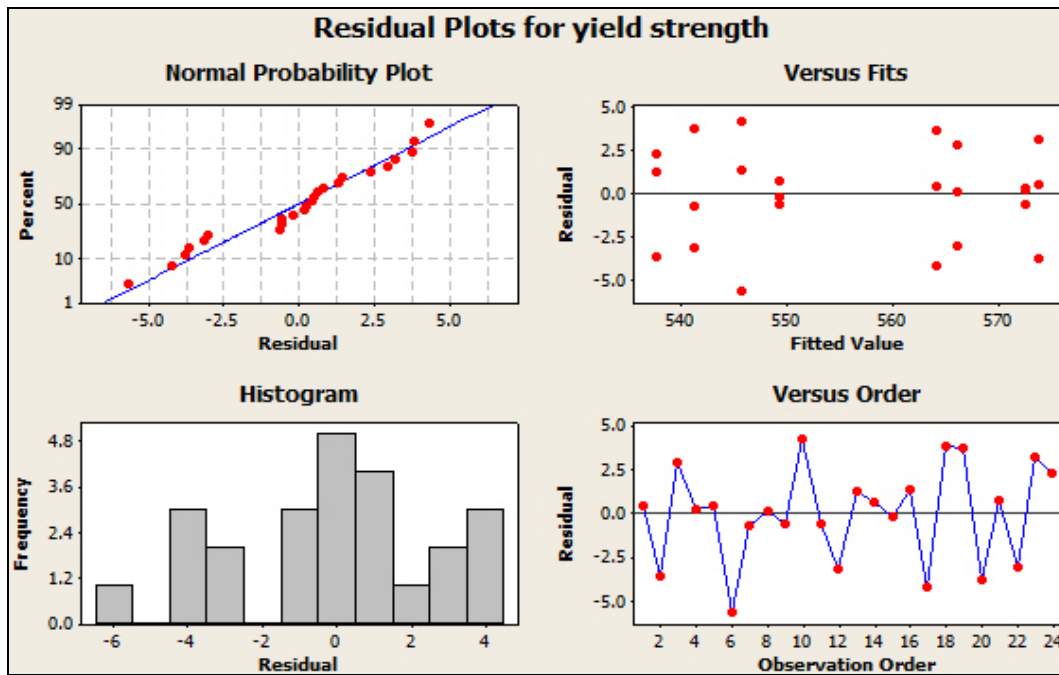 Residual Plots for yield strength
Normal Probability Plot
99
90
50
10
1
Percent
-5.0 -2.5 0.0 2.5 5.0
Residual
Versus Fits
5.0
2.5
0.0
-2.5
-5.0
Residual
540 550 560 570
Fitted Value
Histogram
4.8
3.6
2.4
1.2
0.0
Frequency
-6 -4 -2 0 2 4
Residual
Versus Order
5.0
2.5
0.0
-2.5
-5.0
Residual
2 4 6 8 10 12 14 16 18 20 22 24
Observation Order